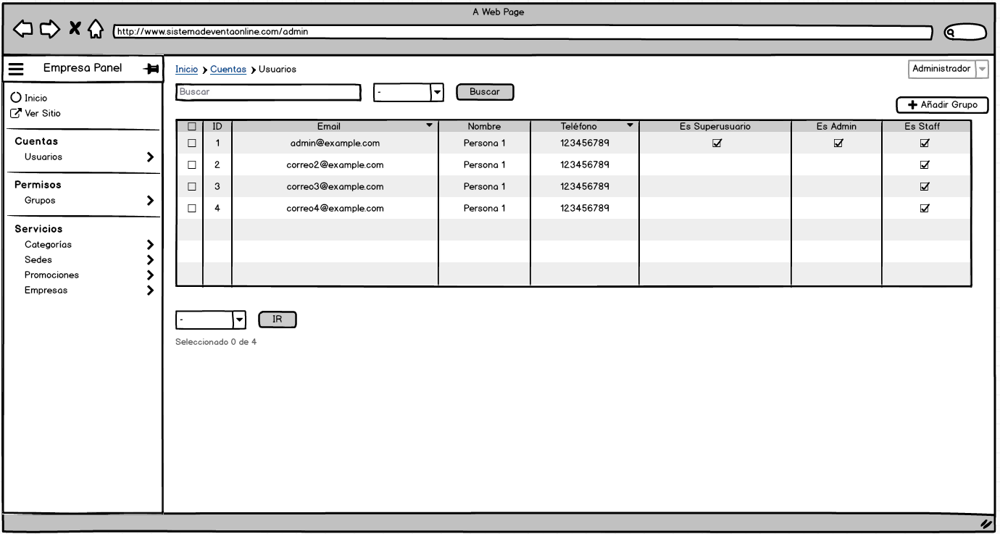 A Web Page
http://www.sistemadeventaonline.com/admin
Empresa Panel
Inicio
Ver Sitio
Cuentas
Usuarios
Permisos
Grupos
Servicios
Categorías
Sedes
Promociones
Empresas
Inicio Cuentas Usuarios
Administrador
Buscar - Buscar
Añadir Grupo
ID Email Nombre Teléfono Es Superusuario Es Admin Es Staff
1 admin@example.com Persona 1 123456789
2 correo2@example.com Persona 1 123456789
3 correo3@example.com Persona 1 123456789
4 correo4@example.com Persona 1 123456789
- IR
Seleccionado 0 de 4